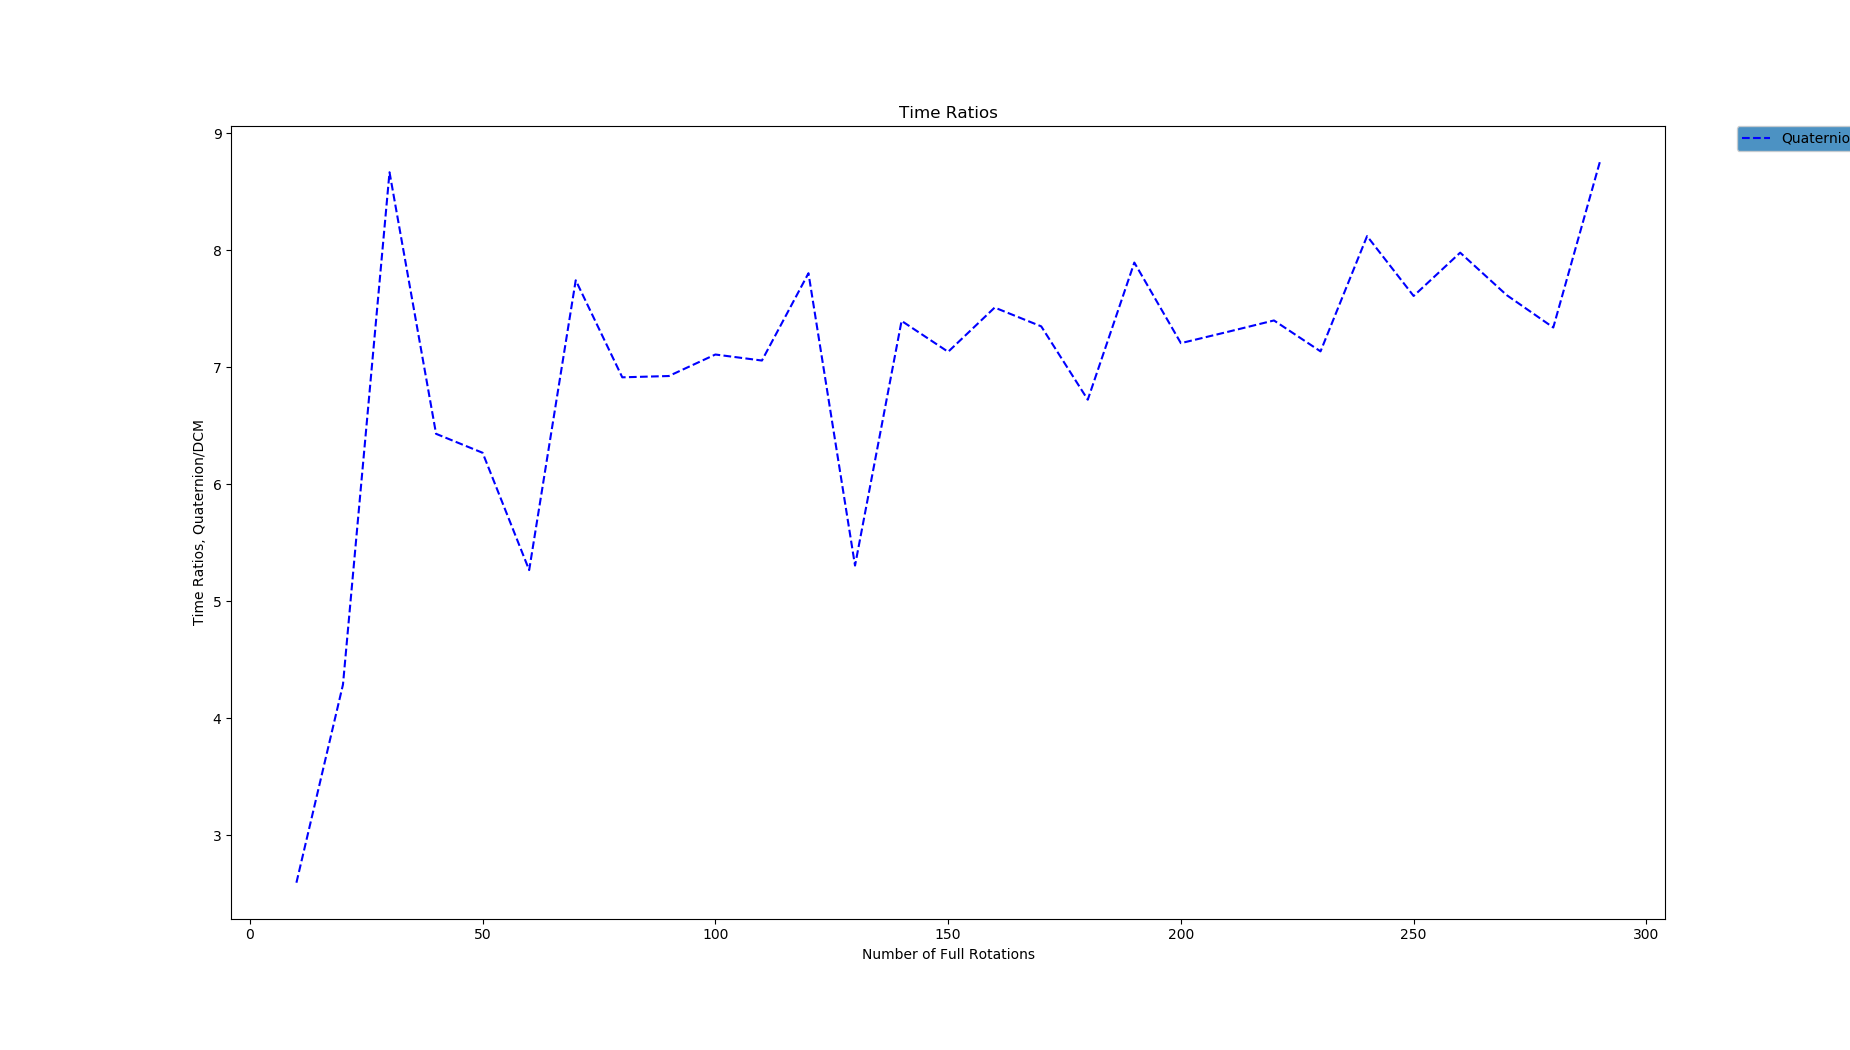 Time Ratios
9
8
7
6
5
4
3
Time Ratios, Quaternion/DCM
0 50 100 150 200 250 300
Number of Full Rotations
Quaternio